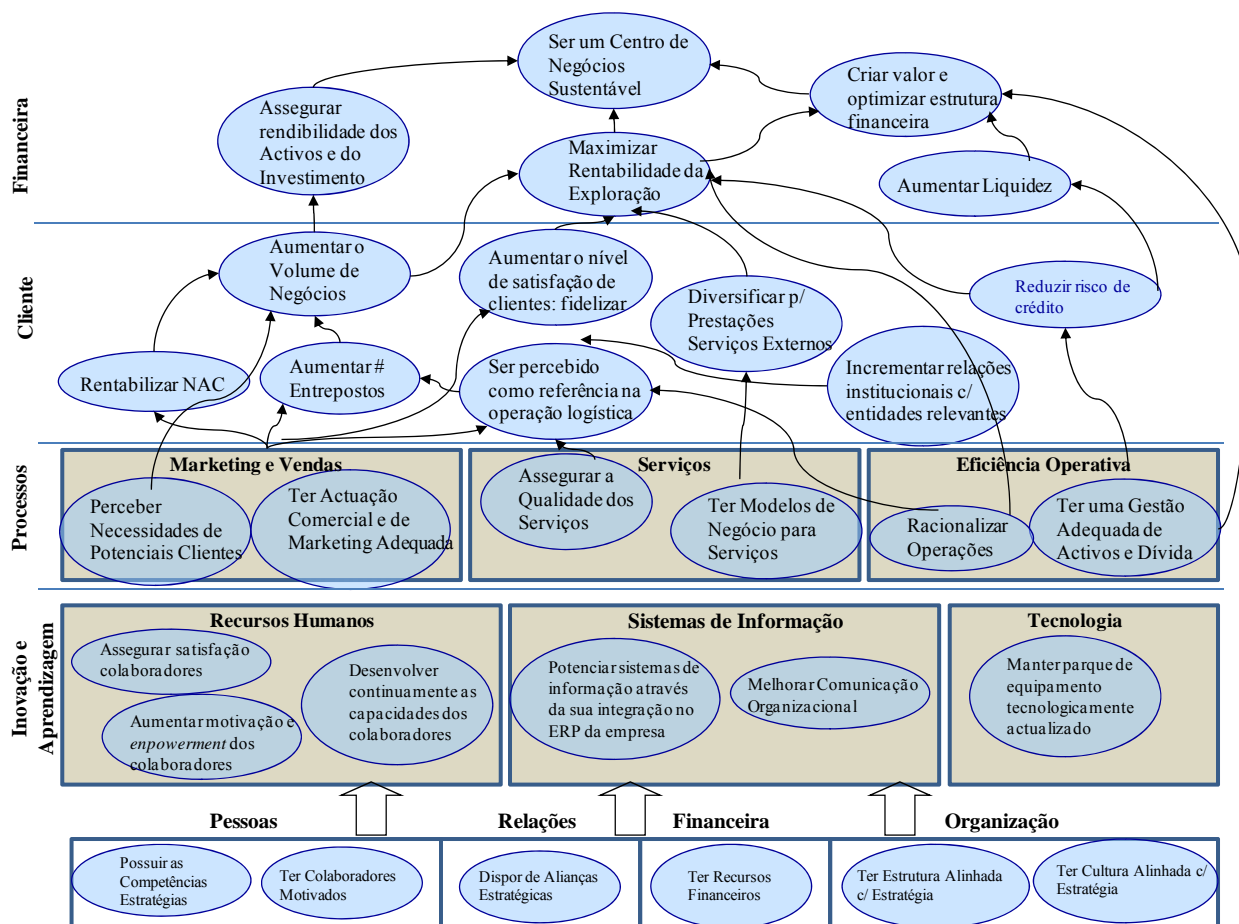 Financeira
Ser um Centro de
Negócios
Sustentável
Criar valor e
optimizar estrutura
financeira
Assegurar
rendibilidade dos
Activos e do
Investimento
Maximizar
Rentabilidade da
Exploração
Aumentar Liquidez
Cliente
Aumentar o
Volume de
Negócios
Aumentar o nível
de satisfação de
clientes: fidelizar
Diversificar p/
Prestações
Serviços Externos
Reduzir risco de
crédito
Rentabilizar NAC
Aumentar #
Entrepostos
Ser percebido
como referência na
operação logística
Incrementar relações
institucionais c/
entidades relevantes
Processos
Marketing e Vendas
Perceber
Necessidades de
Potenciais Clientes
Ter Actuação
Comercial e de
Marketing Adequada
Serviços
Assegurar a
Qualidade dos
Serviços
Ter Modelos de
Negócio para
Serviços
Eficiência Operativa
Racionalizar
Operações
Ter uma Gestão
Adequada de
Activos e Dívida
Inovação e
Aprendizagem
Recursos Humanos
Assegurar satisfação
colaboradores
Aumentar motivação e
enpowerment dos
colaboradores
Desenvolver
continuamente as
capacidades dos
colaboradores
Sistemas de Informação
Potenciar sistemas de
informação através
da sua integração no
ERP da empresa
Melhorar Comunicação
Organizacional
Tecnologia
Manter parque de
equipamento
tecnologicamente
actualizado
Pessoas
Relações
Financeira
Organização
Possuir as
Competências
Estratégias
Ter Colaboradores
Motivados
Dispor de Alianças
Estratégicas
Ter Recursos
Financeiros
Ter Estrutura Alinhada
c/ Estratégia
Ter Cultura Alinhada c/
Estratégia